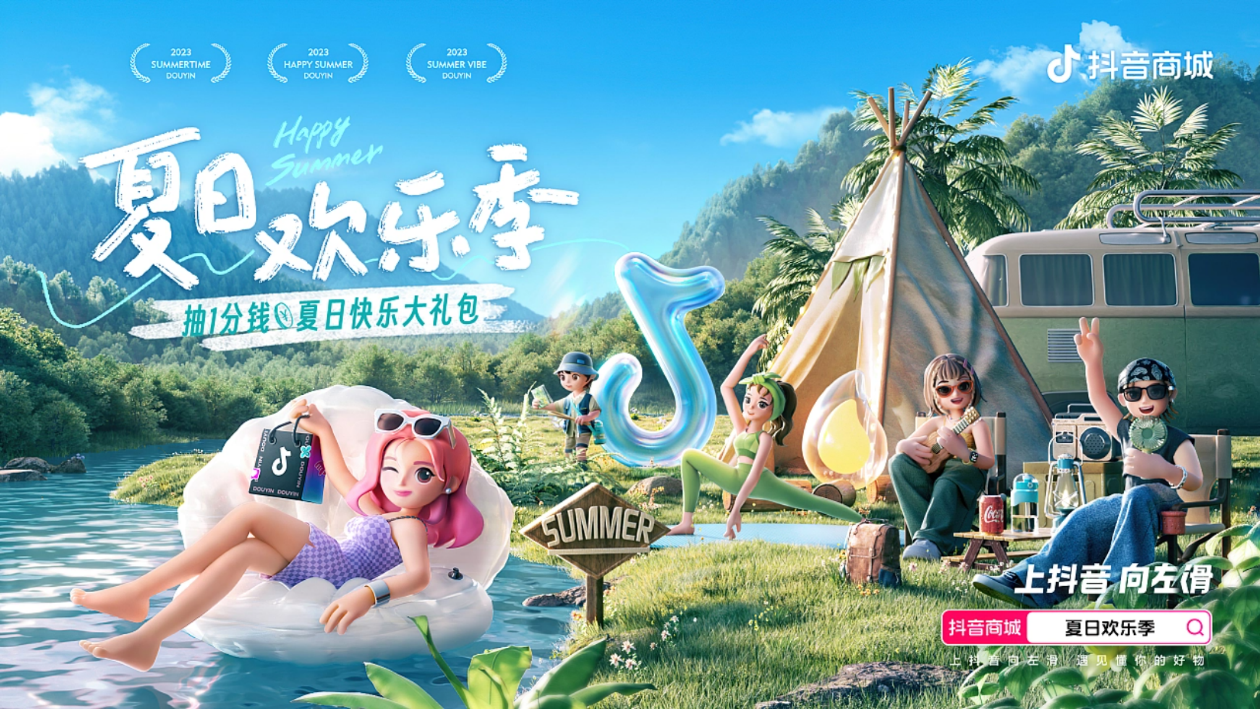 2023
SUMMERTIME
DOUYIN
2023
HAPPY SUMMER
DOUYIN
2023
SUMMER VIBE
DOUYIN
抖音商城
Happy
Summer
夏日欢乐季
抽1分钱夏日快乐大礼包
DOUYIN DOUYIN
SUMMER
上抖音 向左滑
抖音商城 夏日欢乐季
上抖音向左滑 遇见懂你的好物